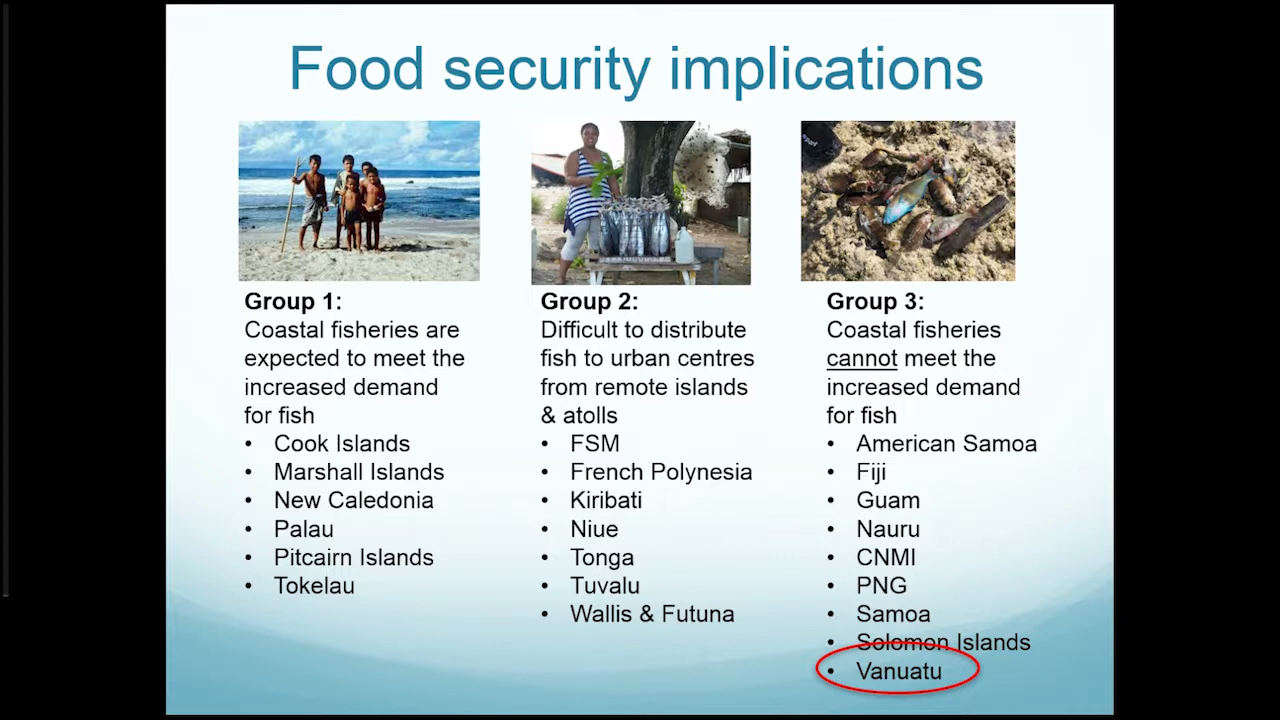 Food security implications
Group 1:
Coastal fisheries are
expected to meet the
increased demand
for fish
• Cook Islands
• Marshall Islands
• New Caledonia
• Palau
• Pitcairn Islands
• Tokelau
Group 2:
Difficult to distribute
fish to urban centres
from remote islands
& atolls
• FSM
• French Polynesia
• Kiribati
• Niue
• Tonga
• Tuvalu
• Wallis & Futuna
Group 3:
Coastal fisheries
cannot meet the
increased demand
for fish
• American Samoa
• Fiji
• Guam
• Nauru
• CNMI
• PNG
• Samoa
• Solomon Islands
• Vanuatu